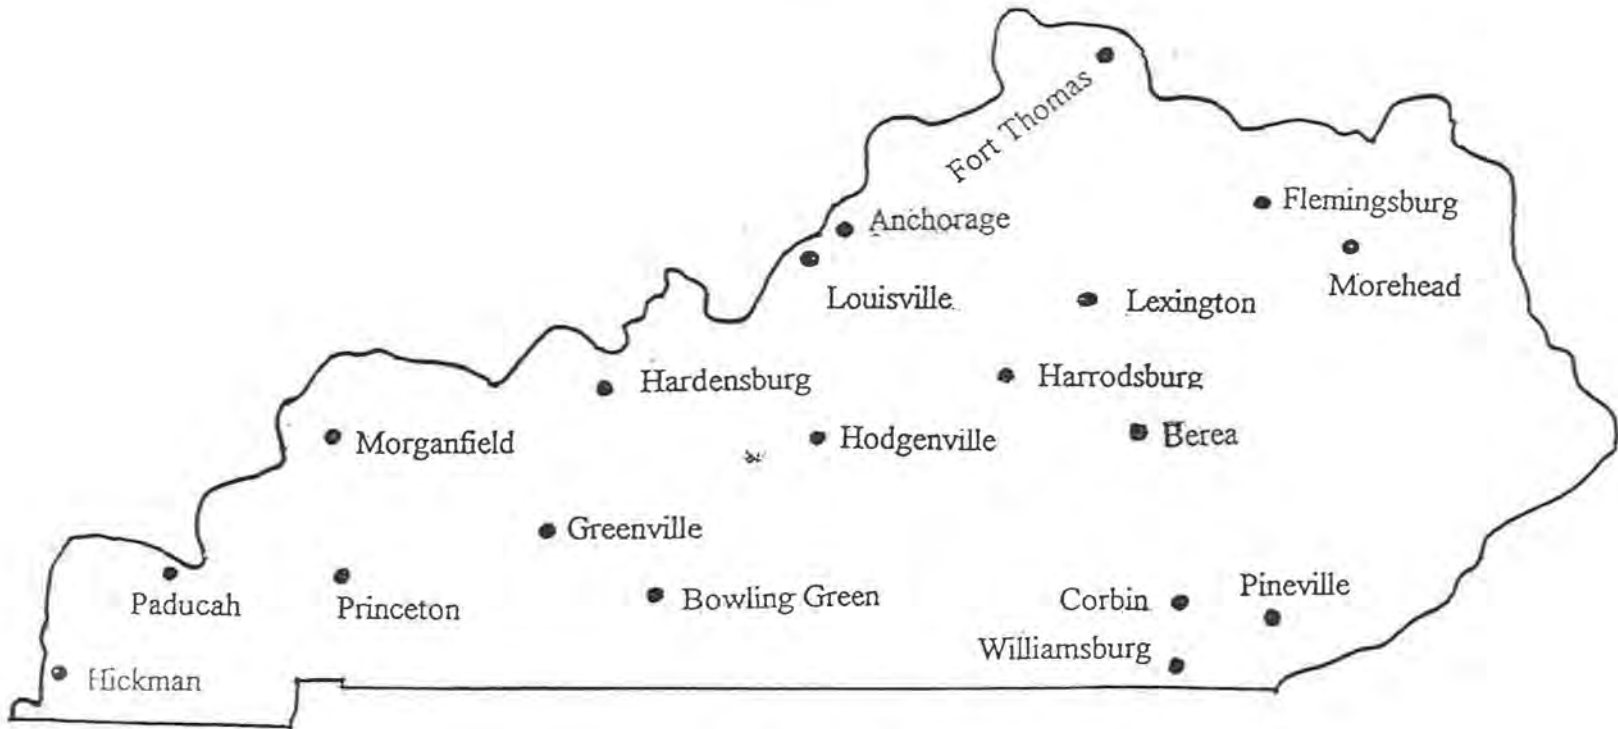 Fort Thomas
Flemingsburg
Anchorage
Morehead
Louisville
Lexington
Hardensburg
Harrodsburg
Morganfield
Hodgenville
Berea
Greenville
Paducah
Princeton
Bowling Green
Corbin
Pineville
Williamsburg
Hickman